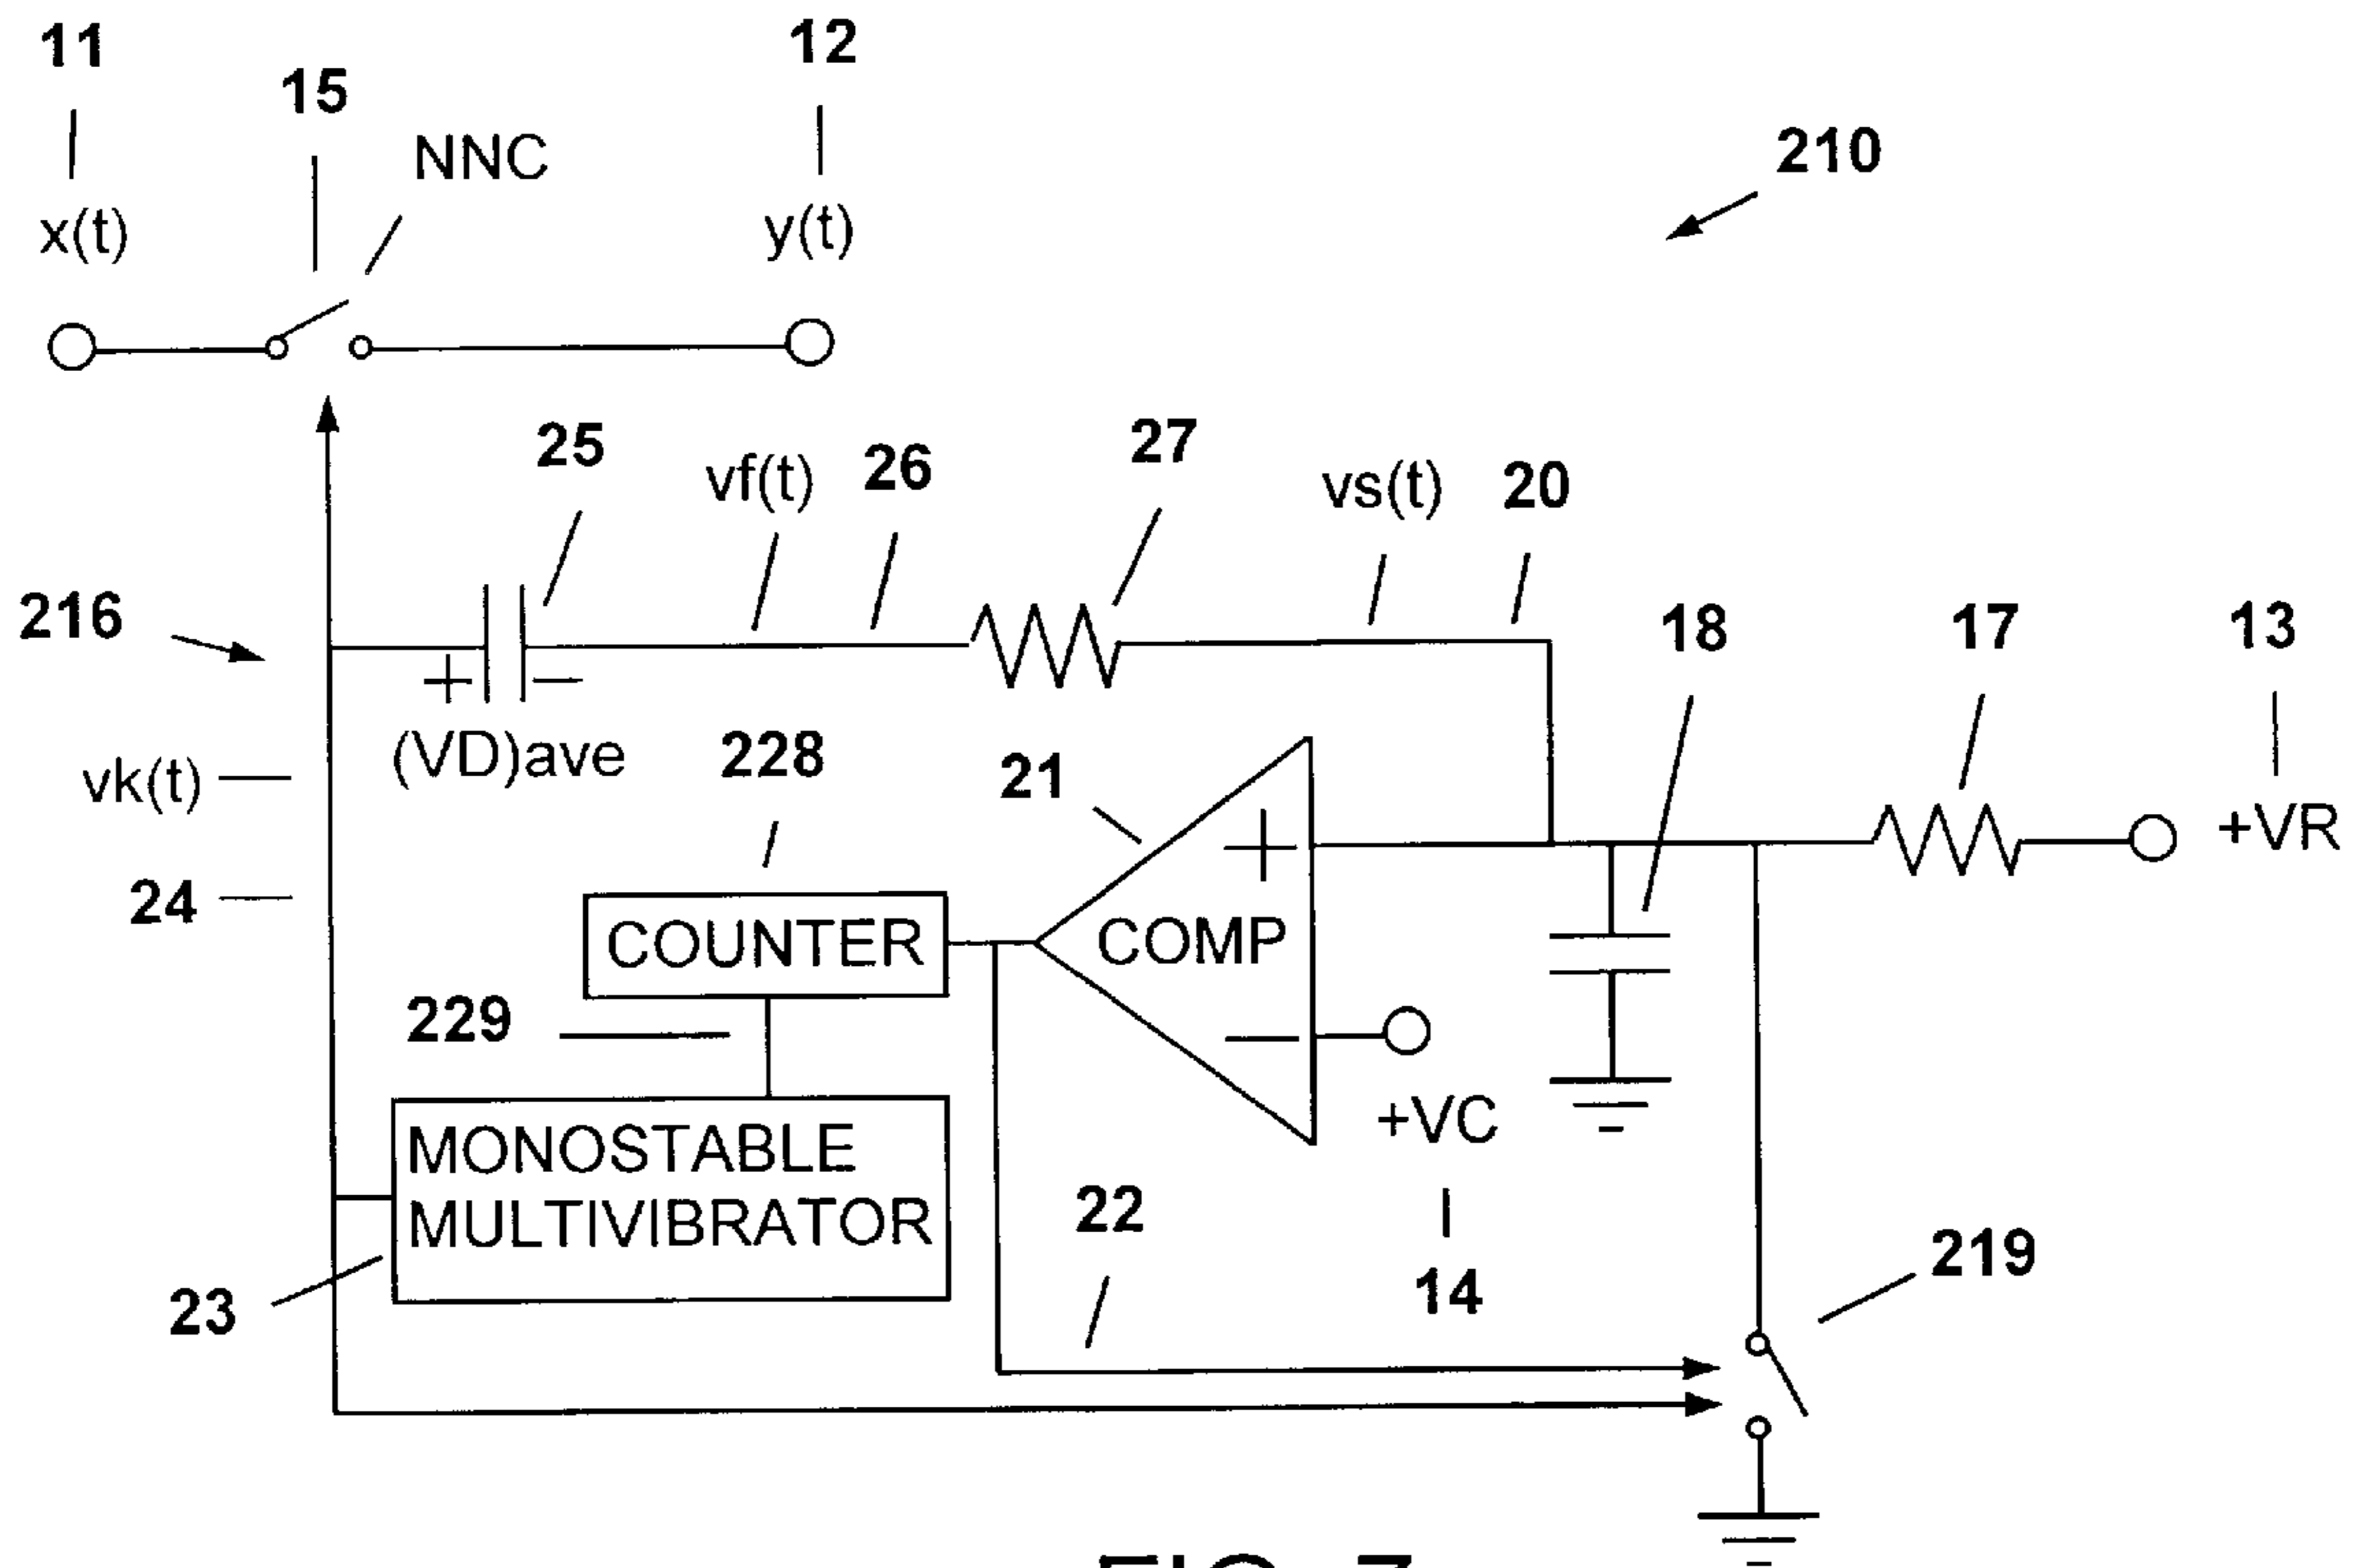 11
12
15
NNC
210
x(t)
y(t)
25
vf(t)
26
27
vs(t)
20
216
18
17
13
+
−
(VD)ave
228
21
vk(t)
+
+VR
24
COUNTER
COMP
229
−
+VC
MONOSTABLE
MULTIVIBRATOR
22
219
23
14